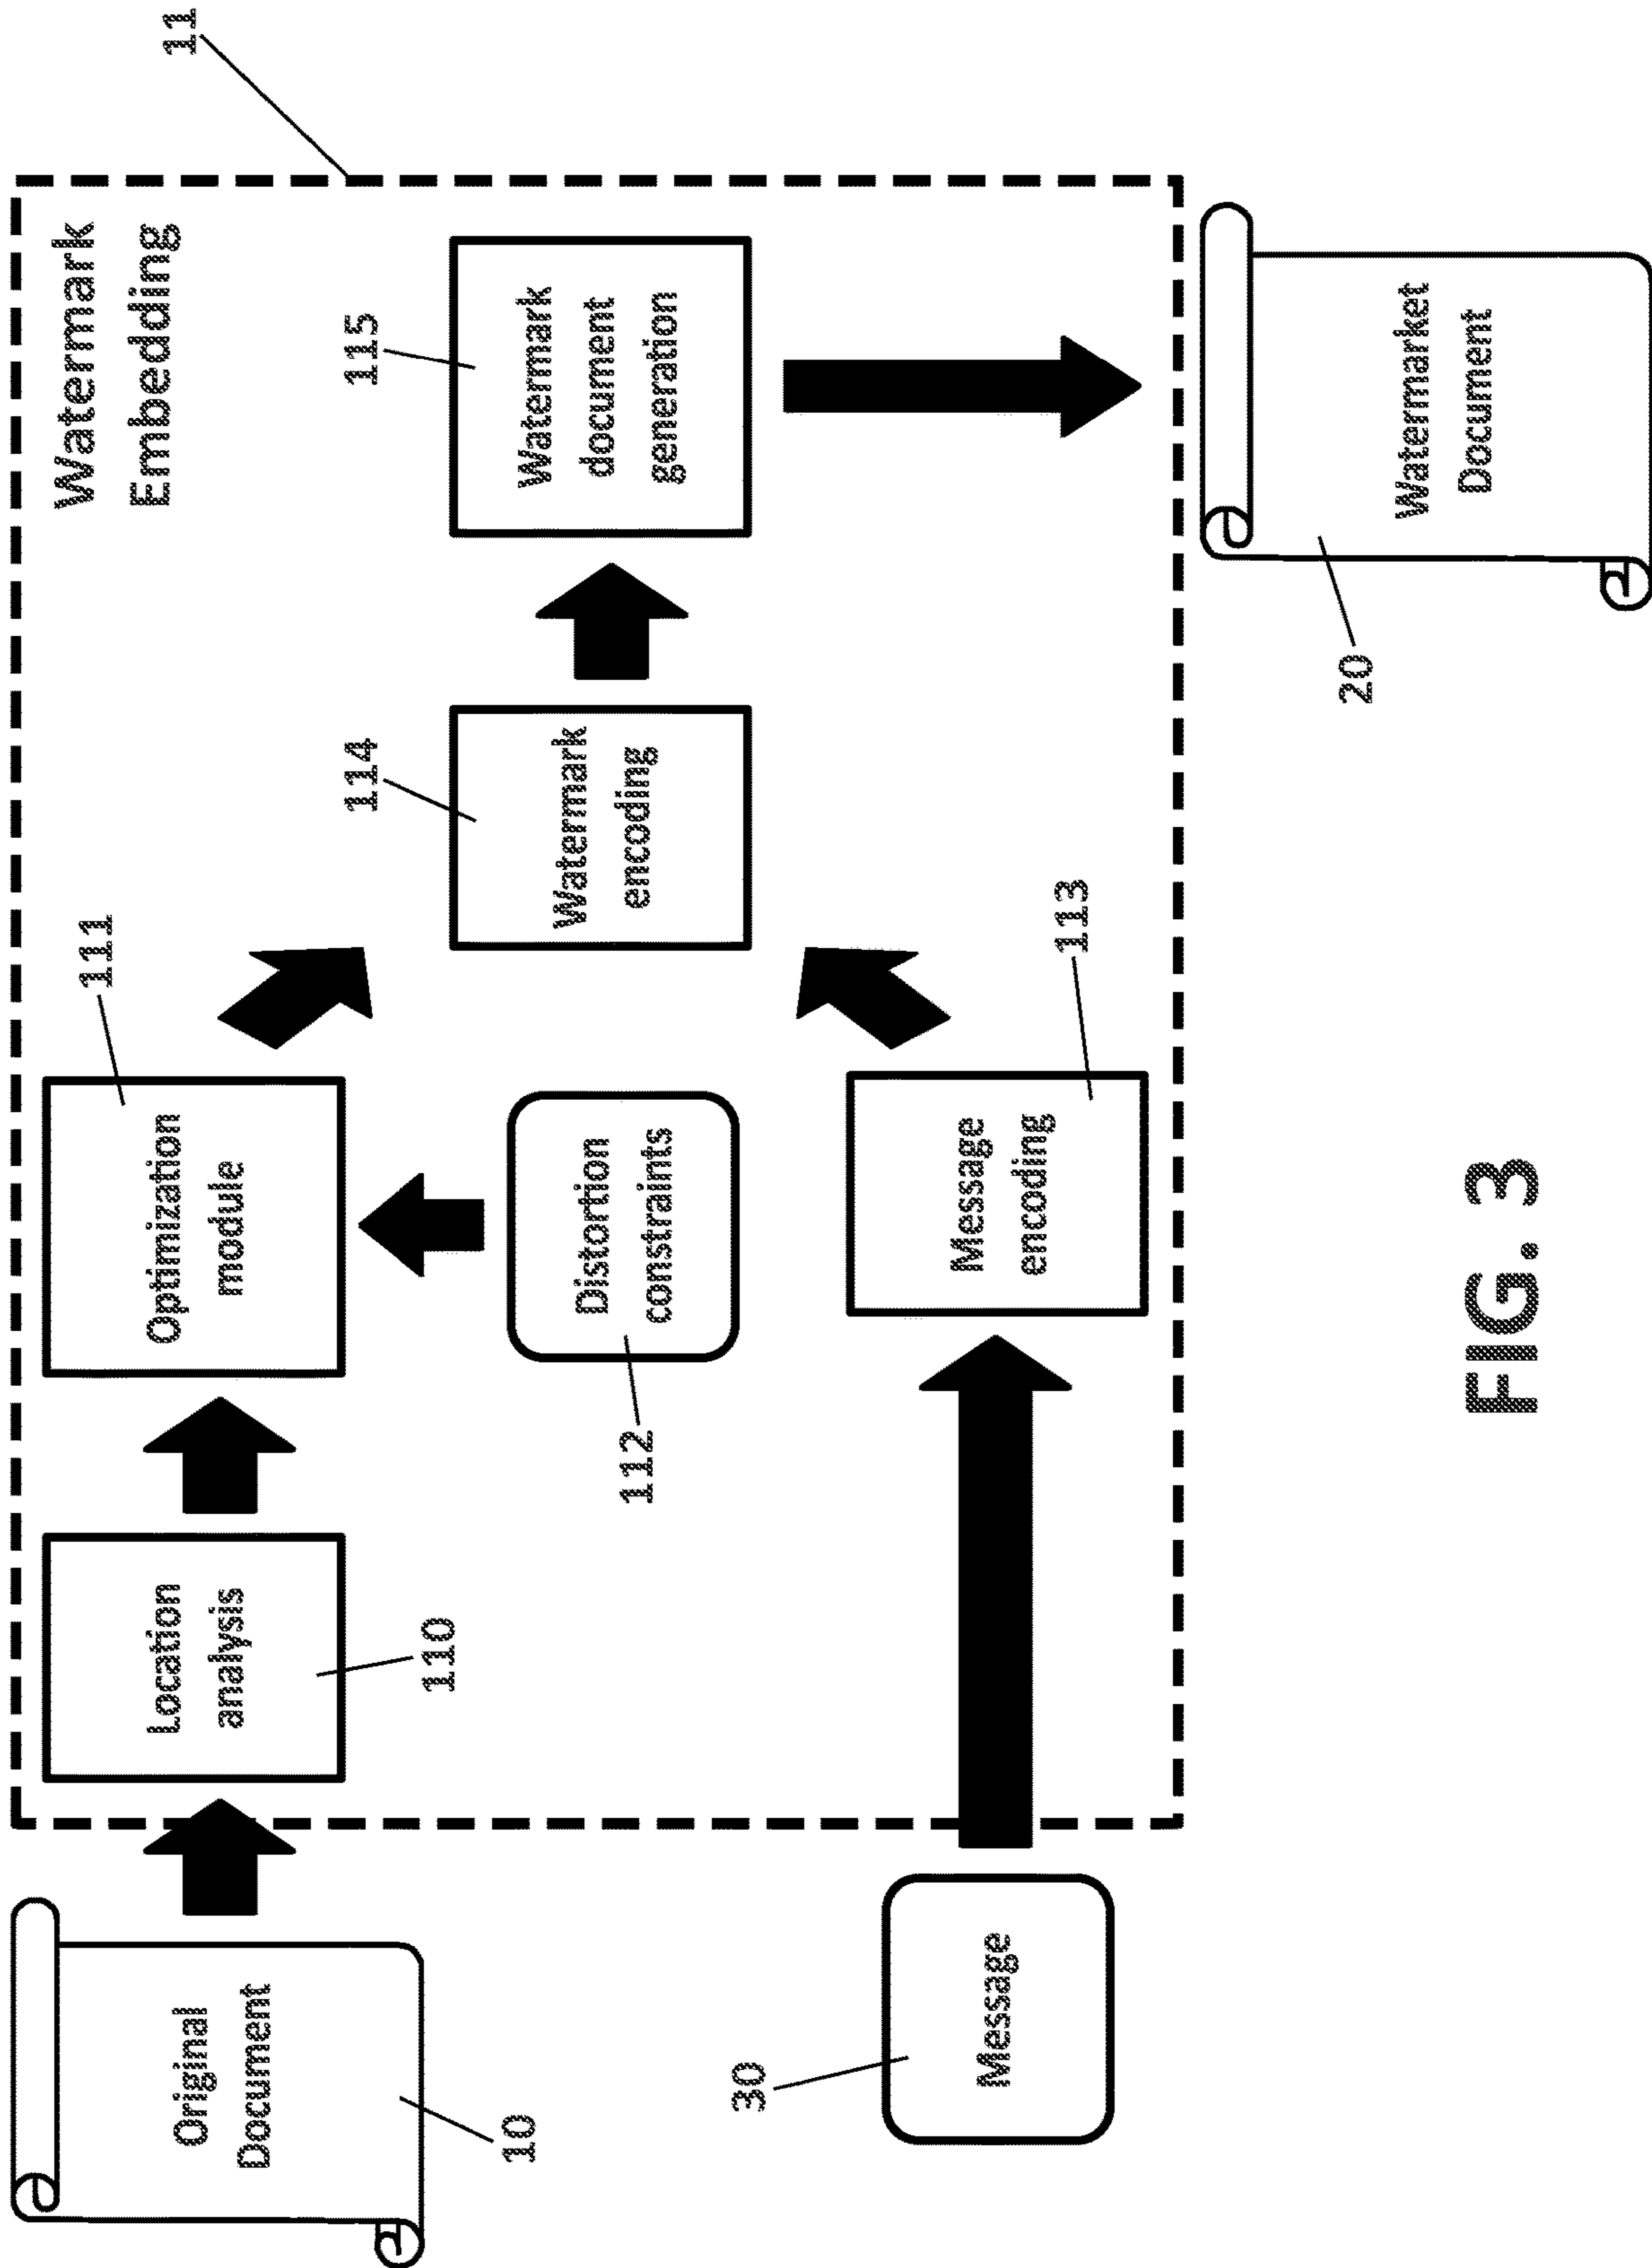 11
Watermark
Embedding
Original
Document
10
Location
analysis
110
Optimization
module
111
Distortion
constraints
112
Message
30
Message
encoding
113
Watermark
encoding
114
Watermark
document
generation
115
Watermarket
Document
20
FIG. 3